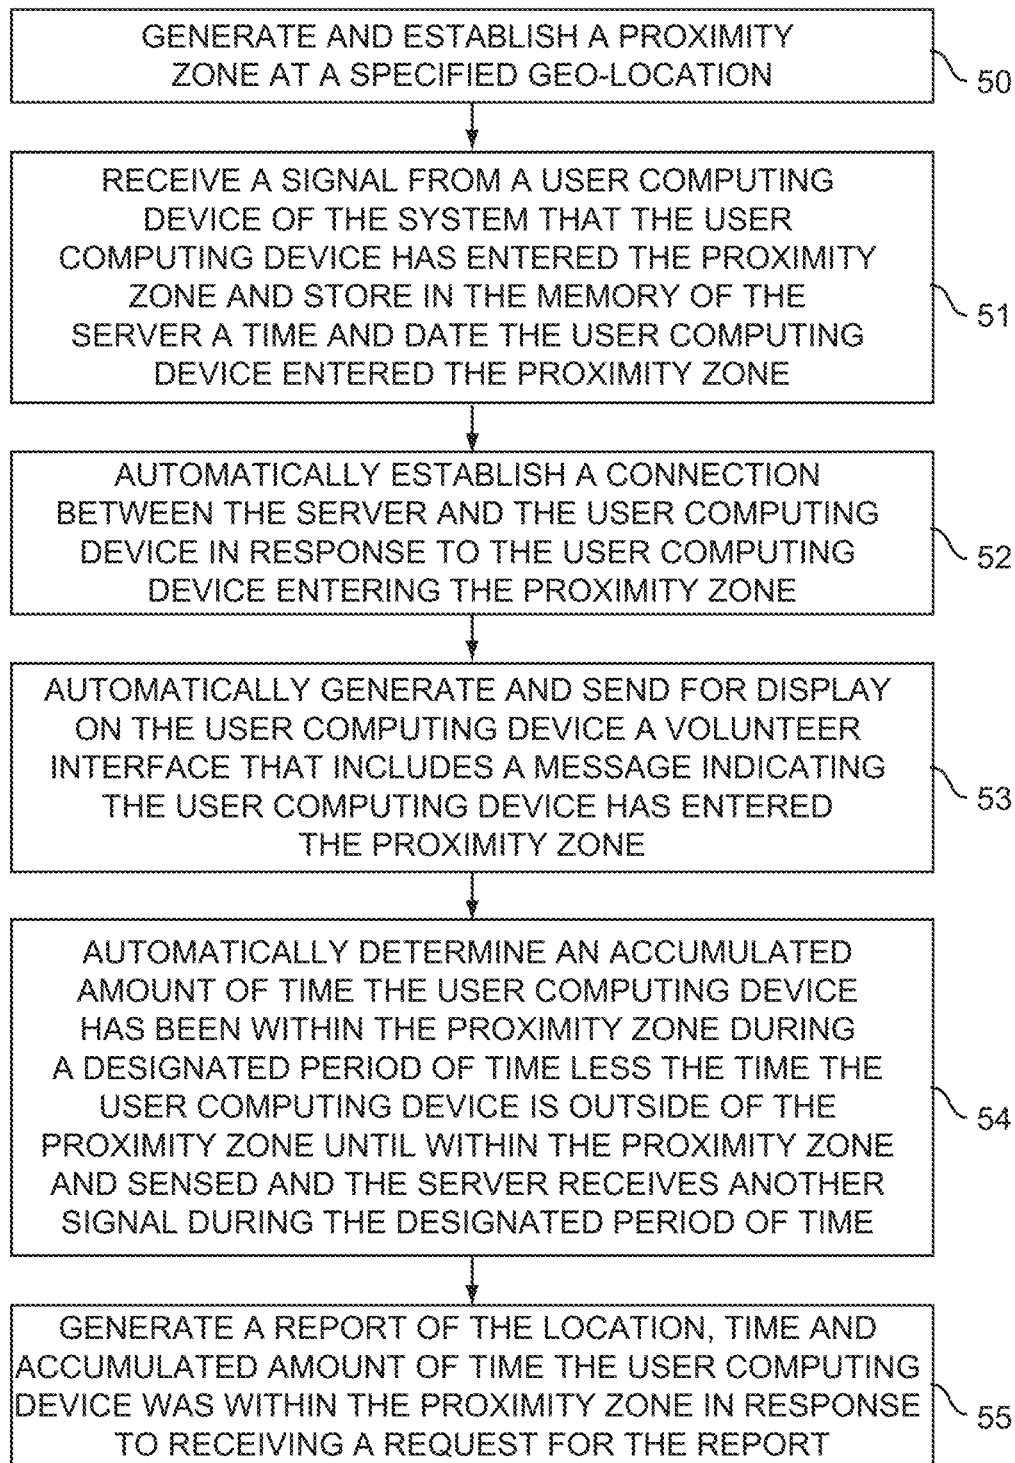 GENERATE AND ESTABLISH A PROXIMITY
ZONE AT A SPECIFIED GEO-LOCATION
50
RECEIVE A SIGNAL FROM A USER COMPUTING
DEVICE OF THE SYSTEM THAT THE USER
COMPUTING DEVICE HAS ENTERED THE PROXIMITY
ZONE AND STORE IN THE MEMORY OF THE
SERVER A TIME AND DATE THE USER COMPUTING
DEVICE ENTERED THE PROXIMITY ZONE
51
AUTOMATICALLY ESTABLISH A CONNECTION
BETWEEN THE SERVER AND THE USER COMPUTING
DEVICE IN RESPONSE TO THE USER COMPUTING
DEVICE ENTERING THE PROXIMITY ZONE
52
AUTOMATICALLY GENERATE AND SEND FOR DISPLAY
ON THE USER COMPUTING DEVICE A VOLUNTEER
INTERFACE THAT INCLUDES A MESSAGE INDICATING
THE USER COMPUTING DEVICE HAS ENTERED
THE PROXIMITY ZONE
53
AUTOMATICALLY DETERMINE AN ACCUMULATED
AMOUNT OF TIME THE USER COMPUTING DEVICE
HAS BEEN WITHIN THE PROXIMITY ZONE DURING
A DESIGNATED PERIOD OF TIME LESS THE TIME THE
USER COMPUTING DEVICE IS OUTSIDE OF THE
PROXIMITY ZONE UNTIL WITHIN THE PROXIMITY ZONE
AND SENSED AND THE SERVER RECEIVES ANOTHER
SIGNAL DURING THE DESIGNATED PERIOD OF TIME
54
GENERATE A REPORT OF THE LOCATION, TIME AND
ACCUMULATED AMOUNT OF TIME THE USER COMPUTING
DEVICE WAS WITHIN THE PROXIMITY ZONE IN RESPONSE
TO RECEIVING A REQUEST FOR THE REPORT
55